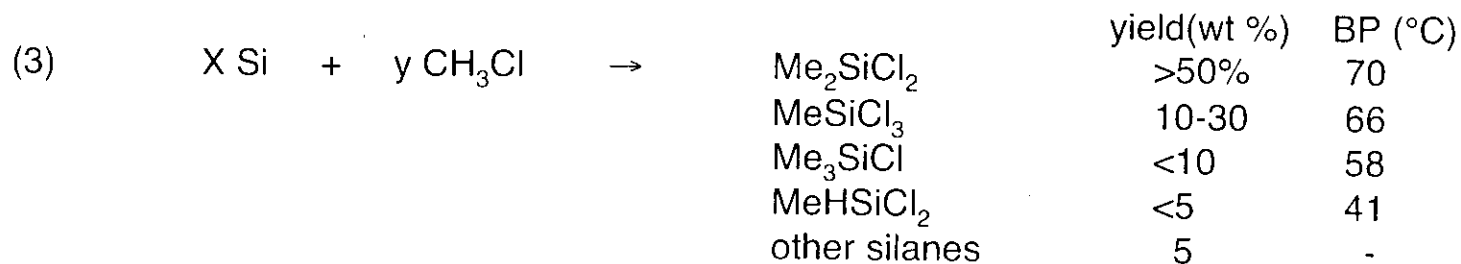 yield(wt %) BP (°C)
(3) X Si + y CH₃Cl → Me₂SiCl₂ >50% 70
MeSiCl₃ 10-30 66
Me₃SiCl <10 58
MeHSiCl₂ <5 41
other silanes 5 -